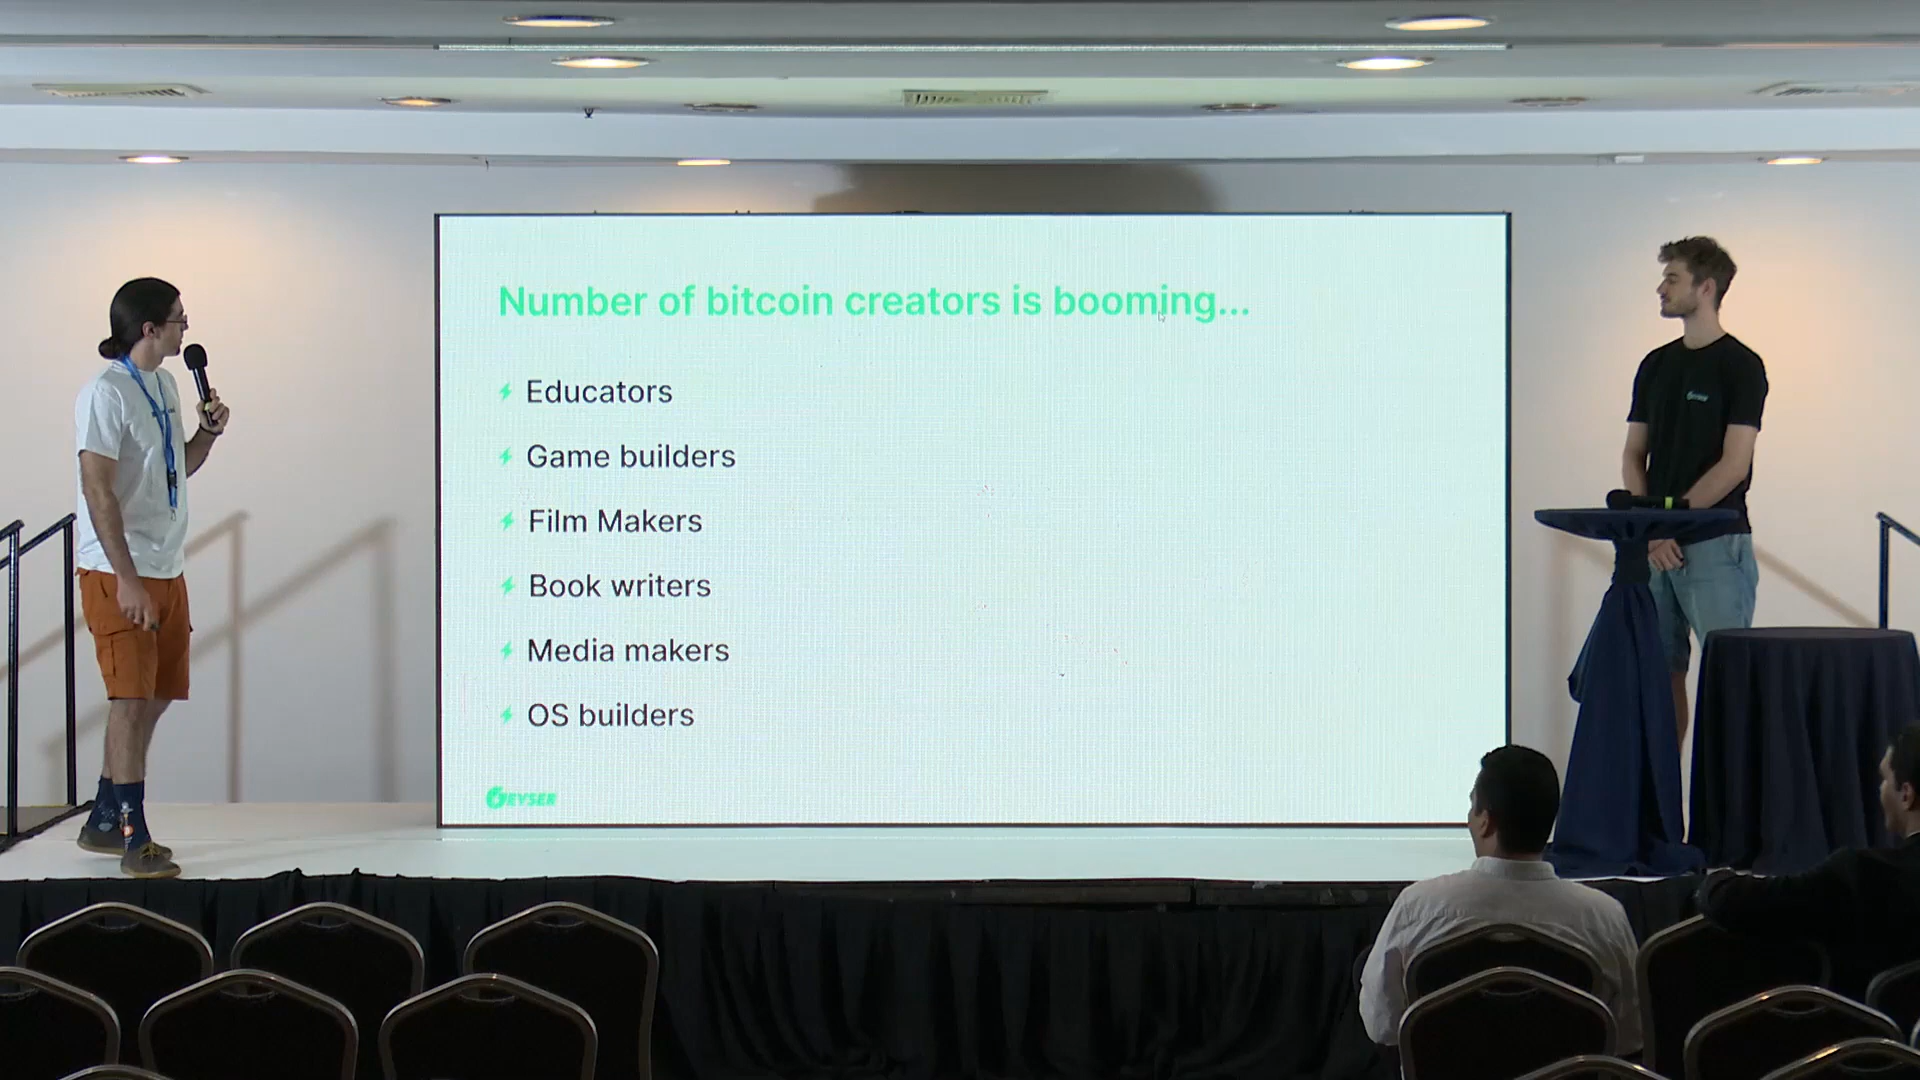 Number of bitcoin creators is booming...
Educators
Game builders
Film Makers
Book writers
Media makers
OS builders
GEYSER